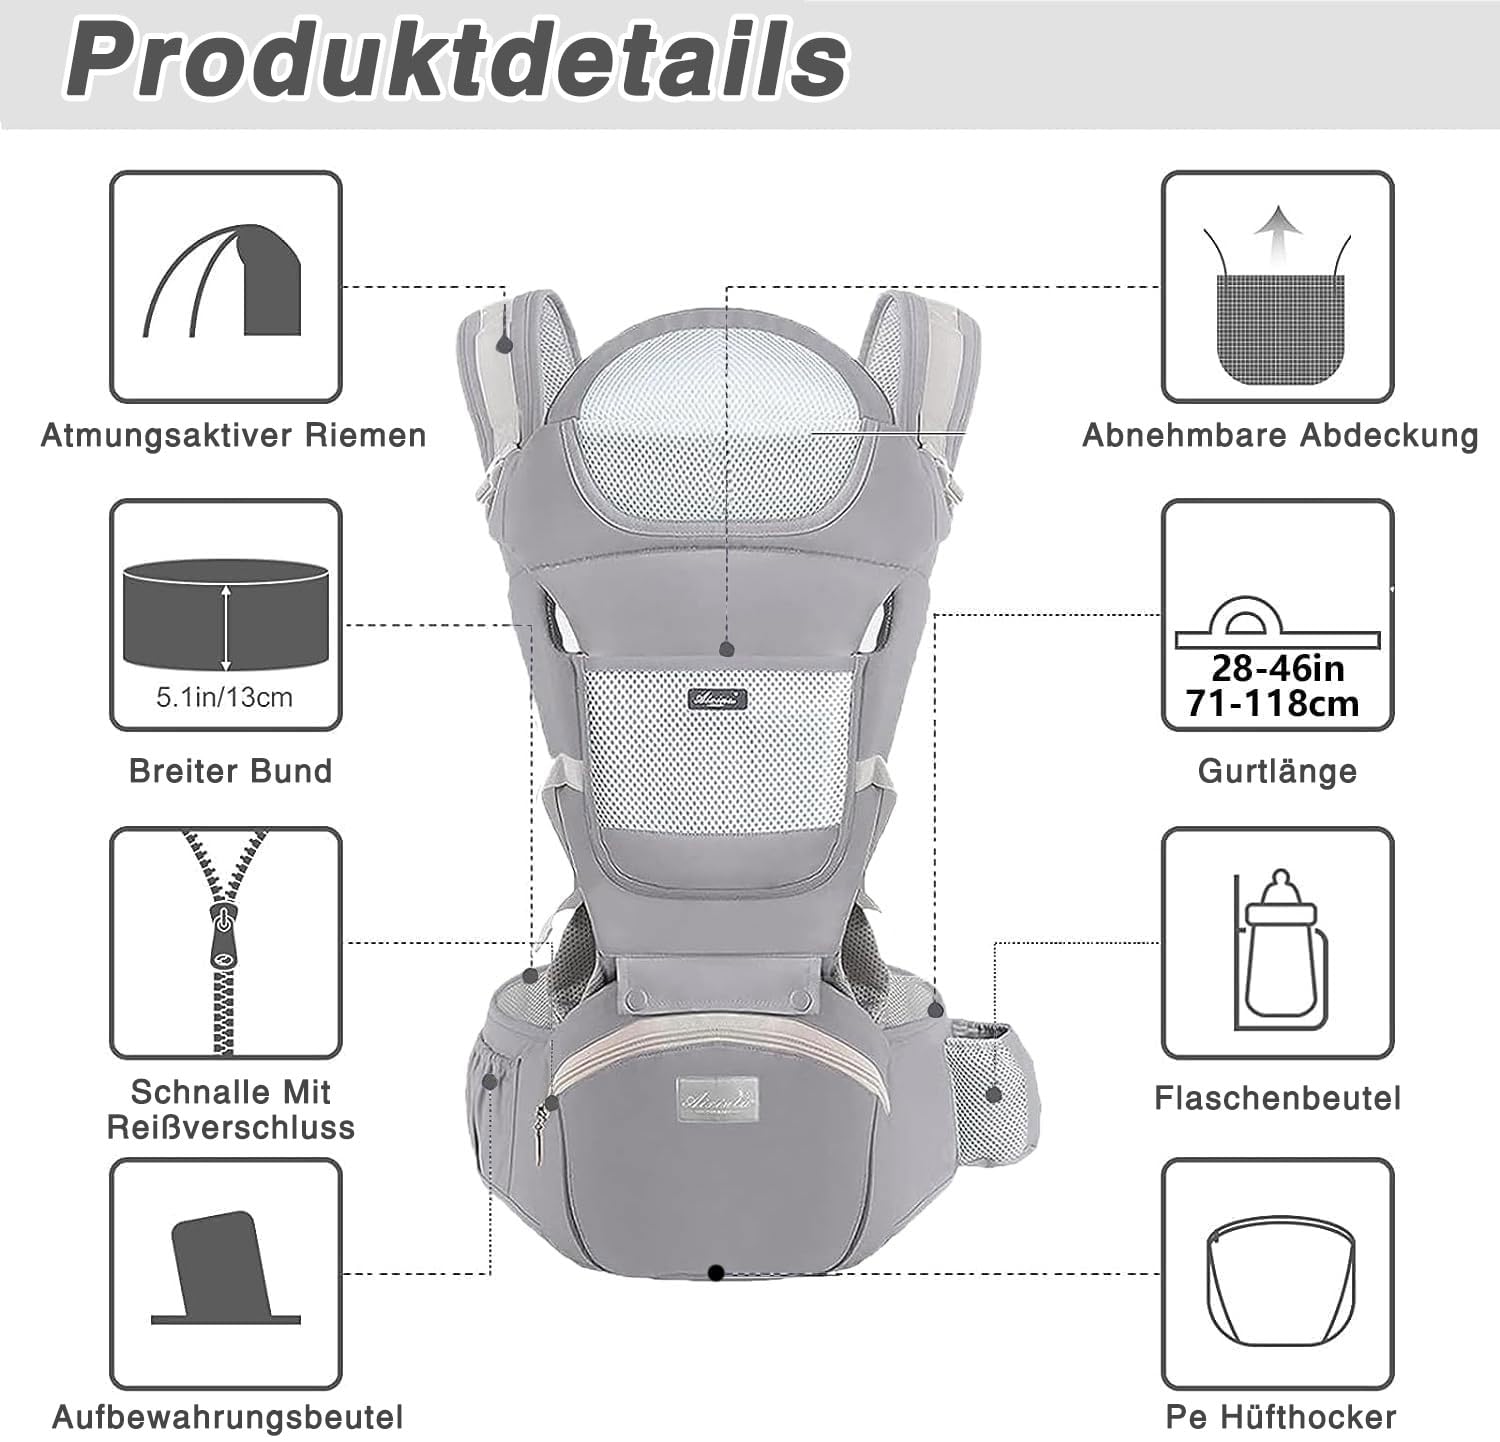 Produktdetails
Atmungsaktiver Riemen
Abnehmbare Abdeckung
5.1in/13cm
Breiter Bund
28-46in
71-118cm
Gurtlänge
Schnalle Mit
Reißverschluss
Flaschenbeutel
Aufbewahrungsbeutel
Pe Hüfthocker